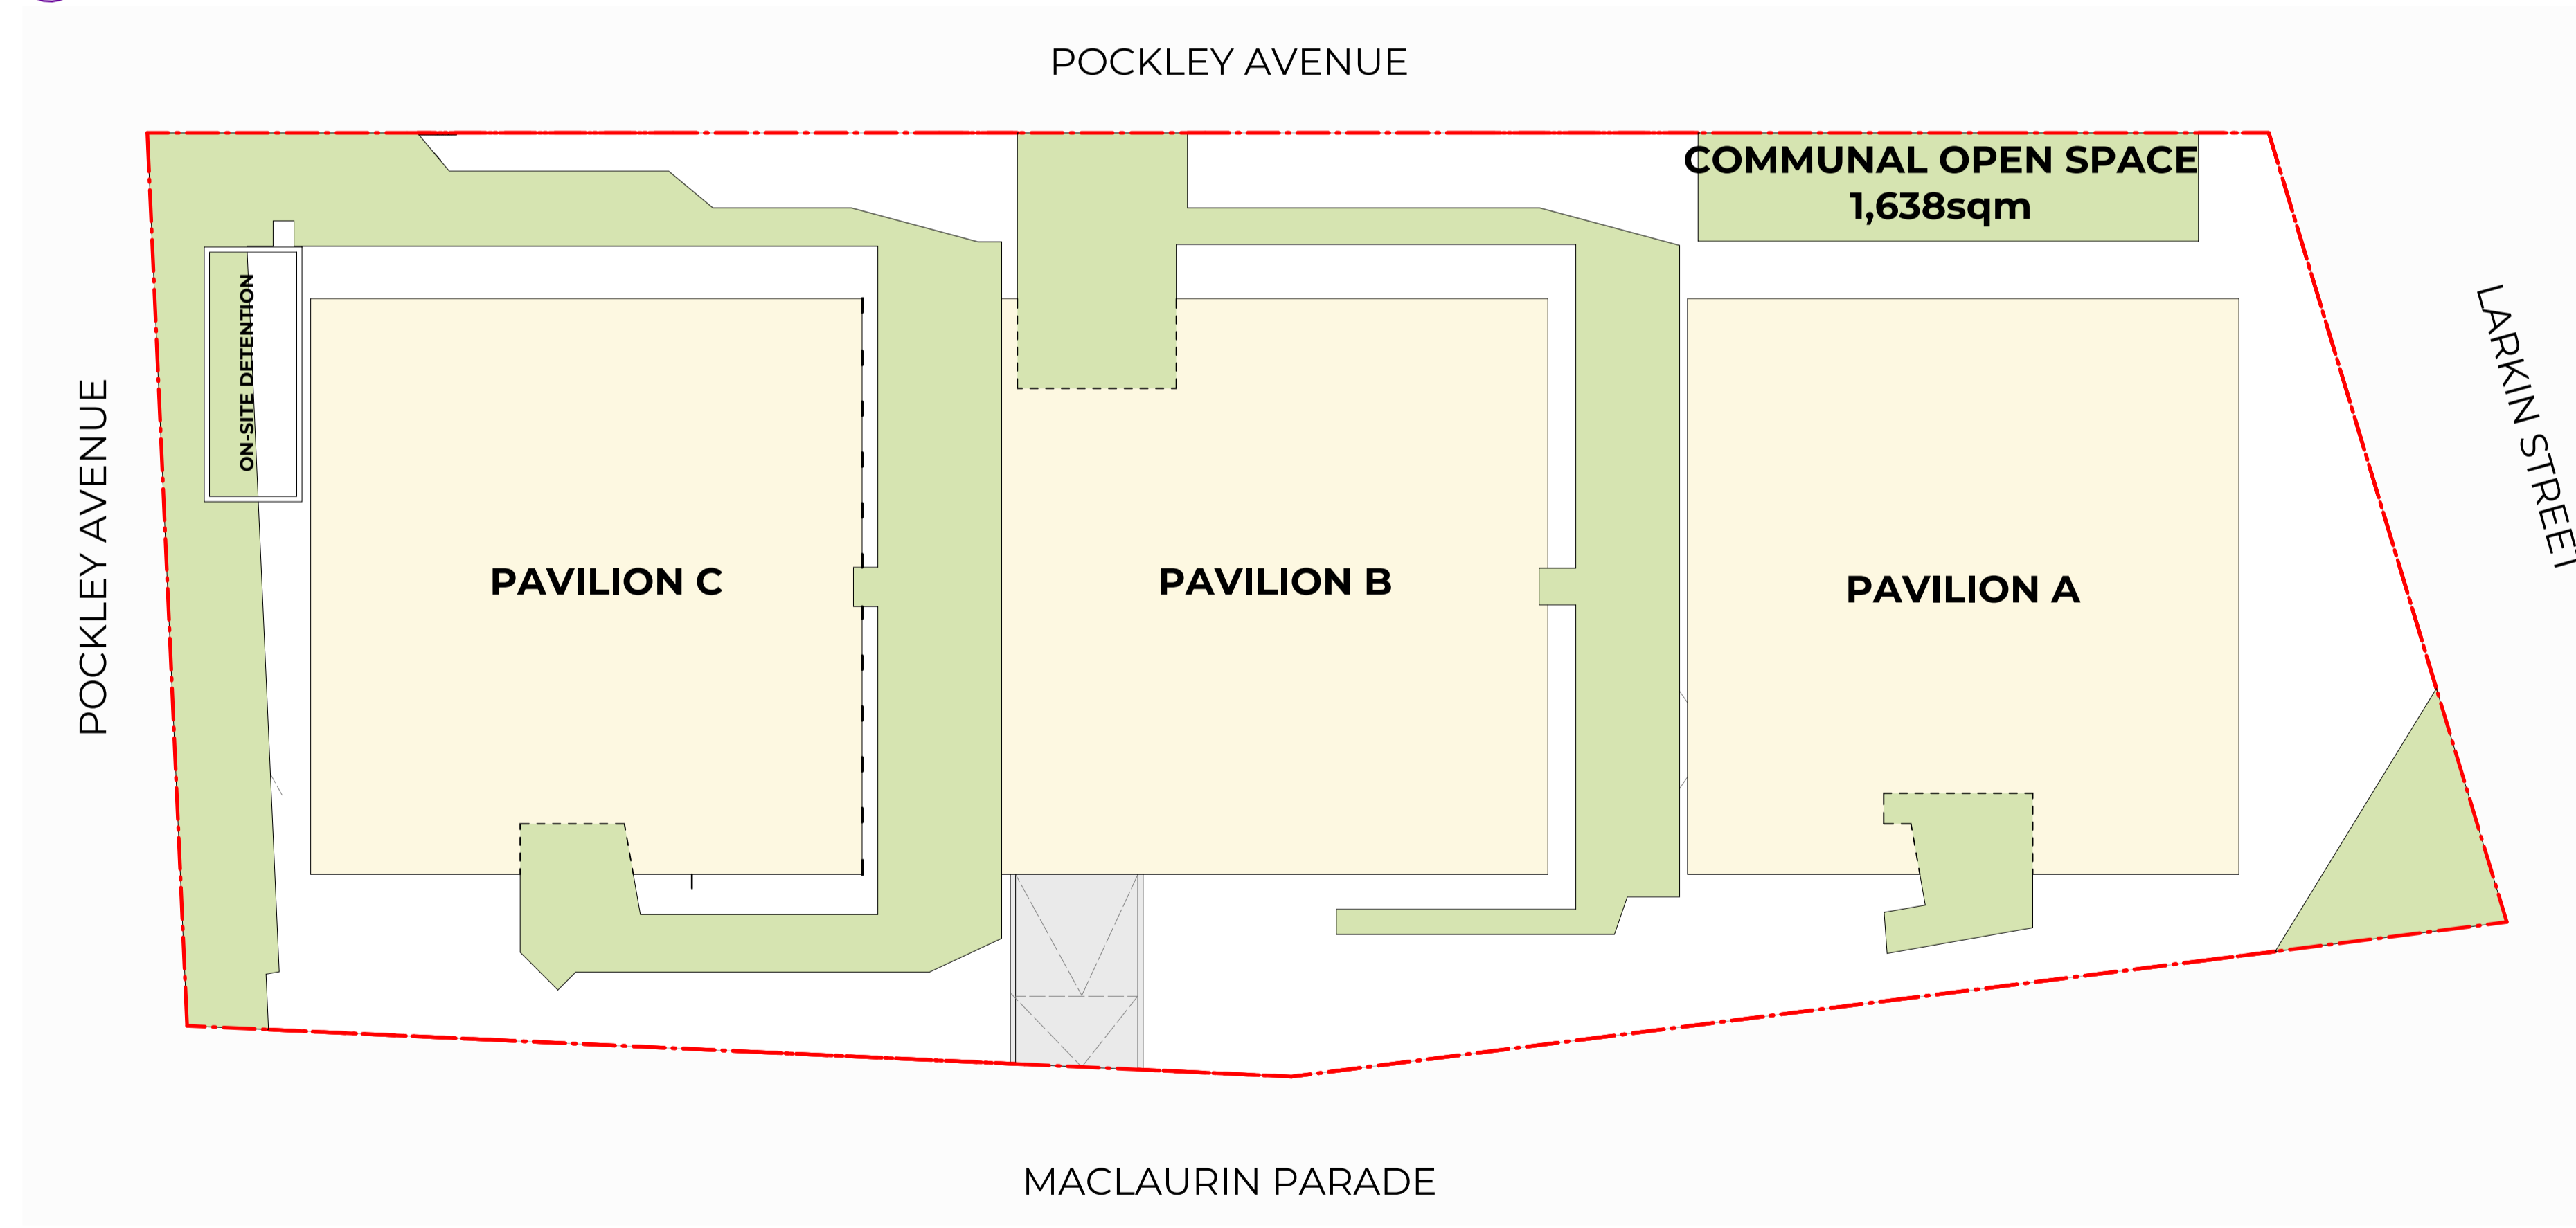 POCKLEY AVENUE
COMMUNAL OPEN SPACE
1,638sqm
ON-SITE DETENTION
POCKLEY AVENUE
LARKIN STREET
PAVILION C
PAVILION B
PAVILION A
MACLAURIN PARADE